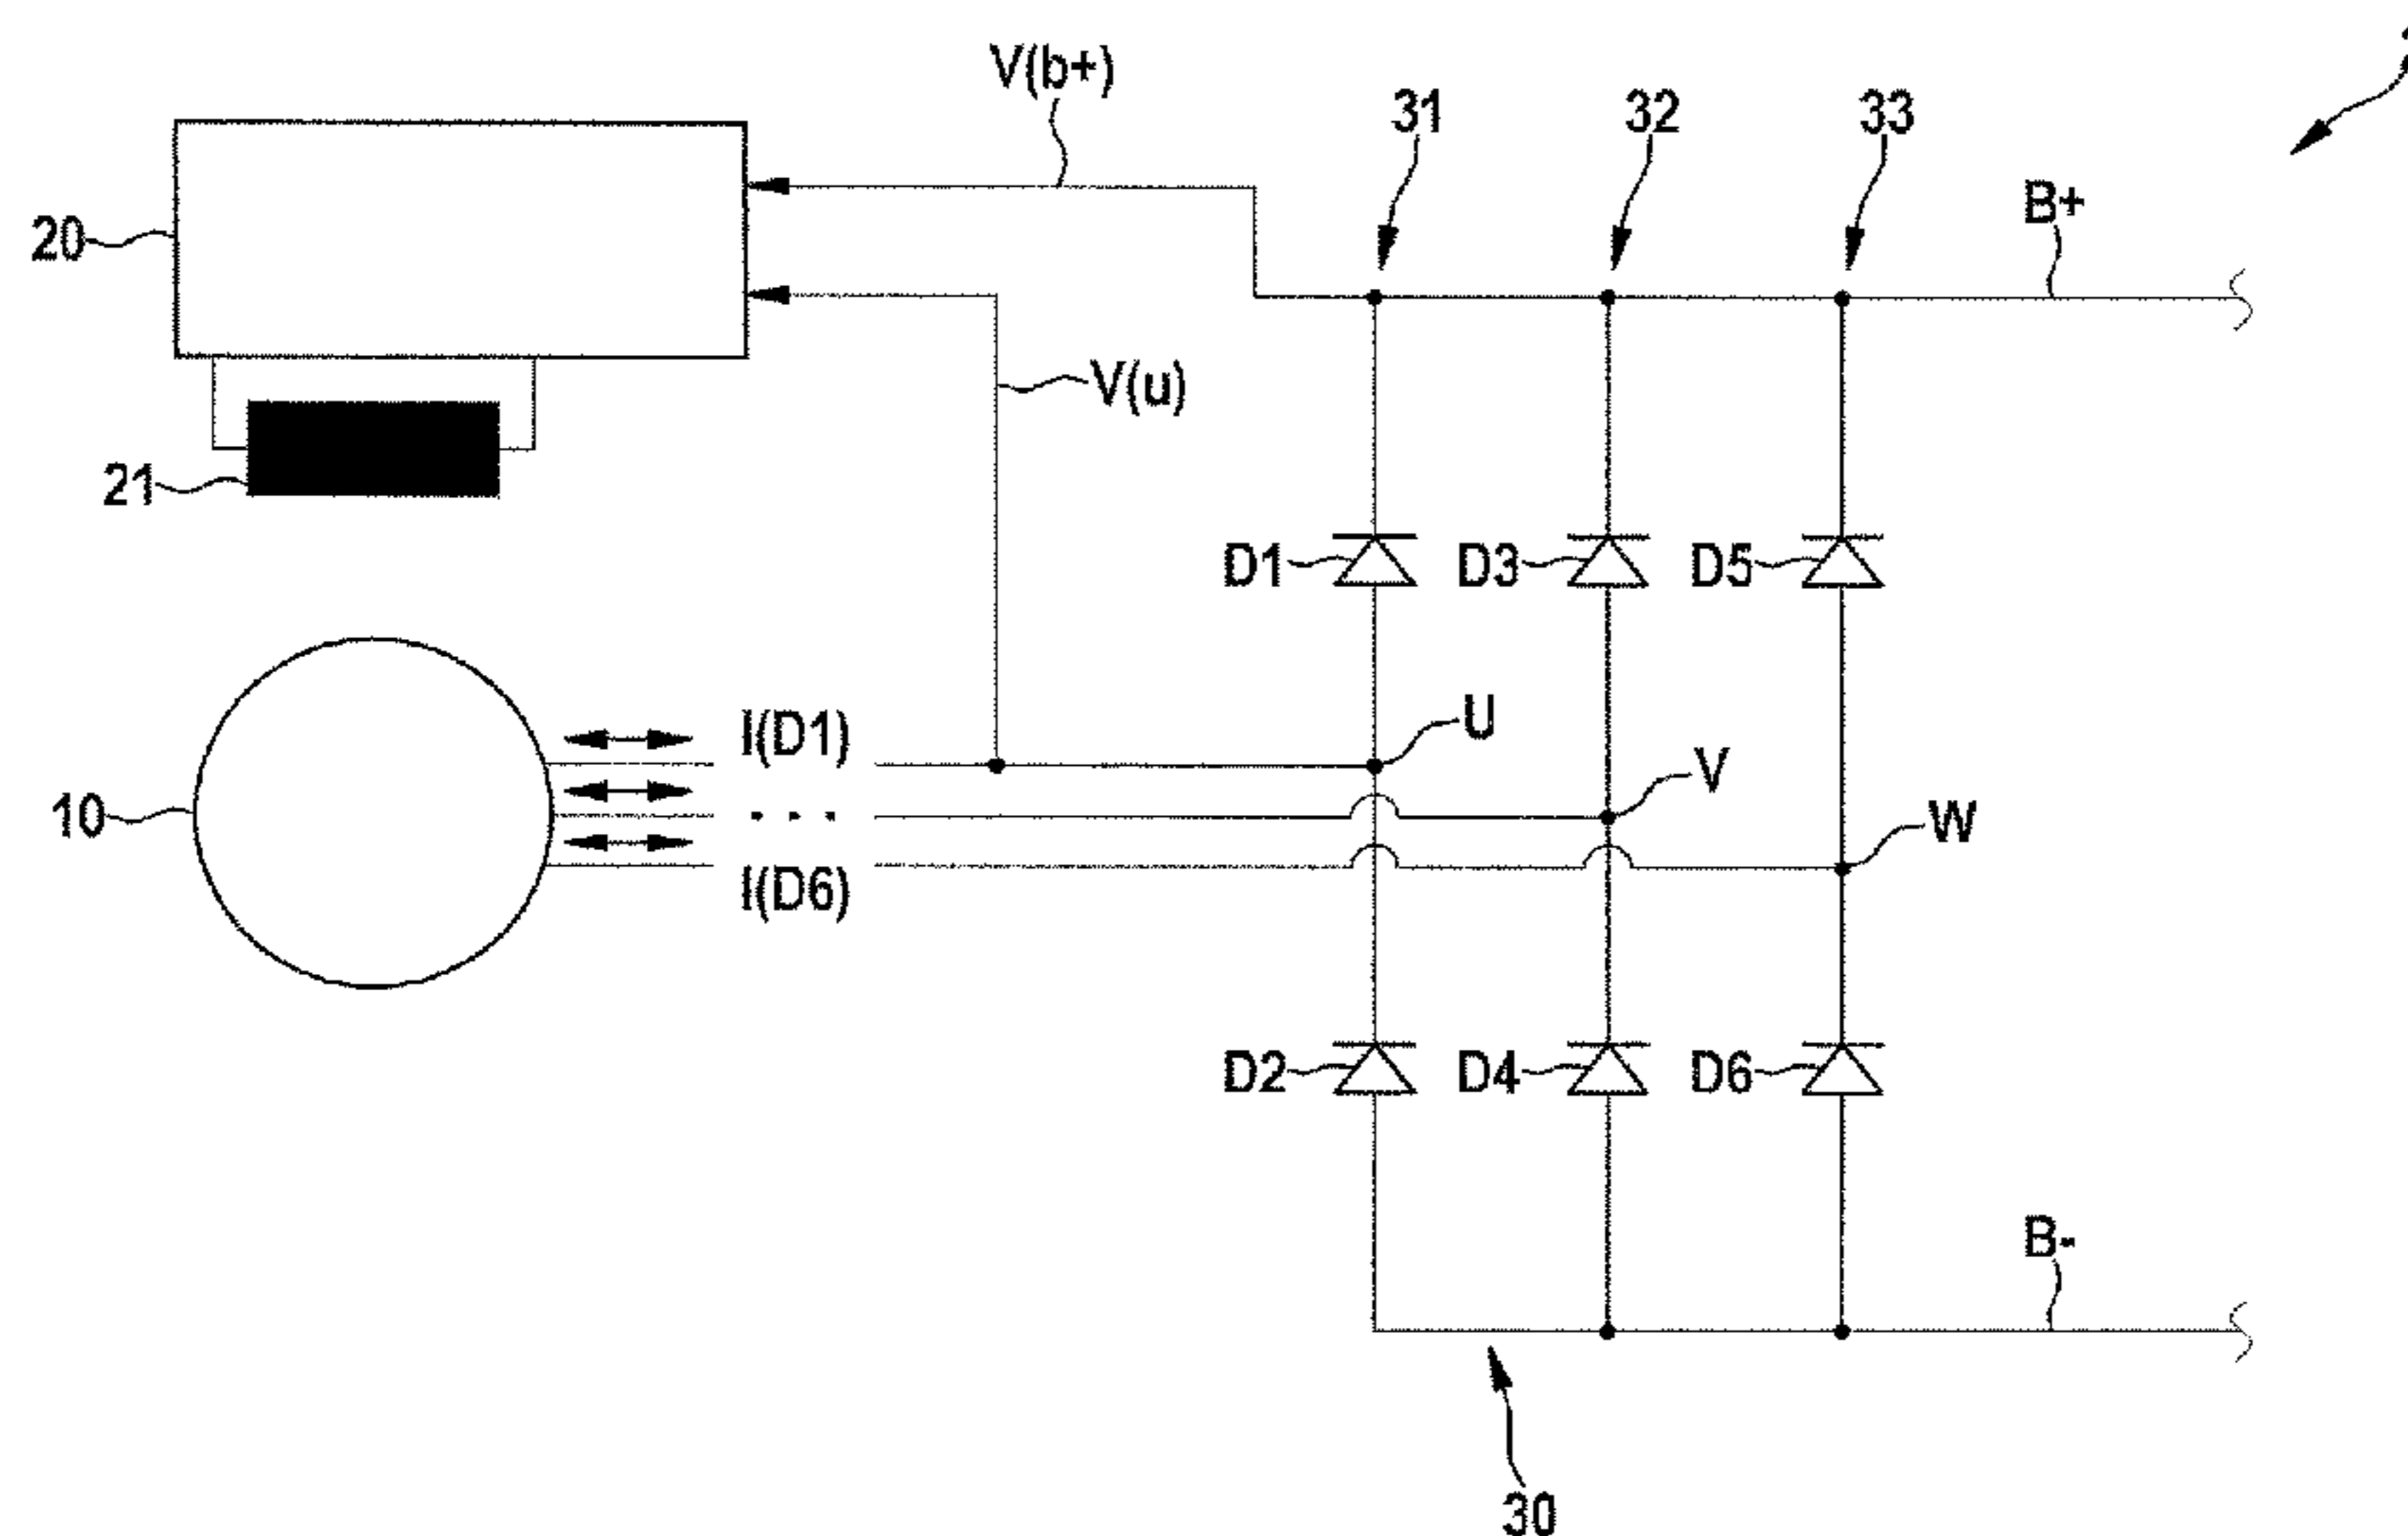 V(b+)
31
32
33
B+
20
V(u)
21
D1
D3
D5
I(D1)
U
V
10
. . .
W
I(D6)
D2
D4
D6
B-
30